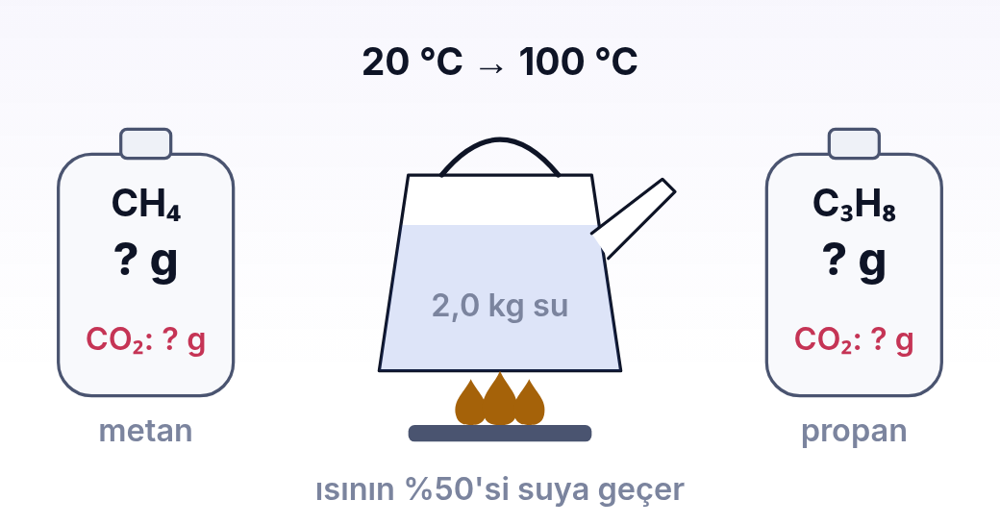 20 °C → 100 °C
CH₄
? g
CO₂: ? g
metan
2,0 kg su
C₃H₈
? g
CO₂: ? g
propan
ısının %50'si suya geçer